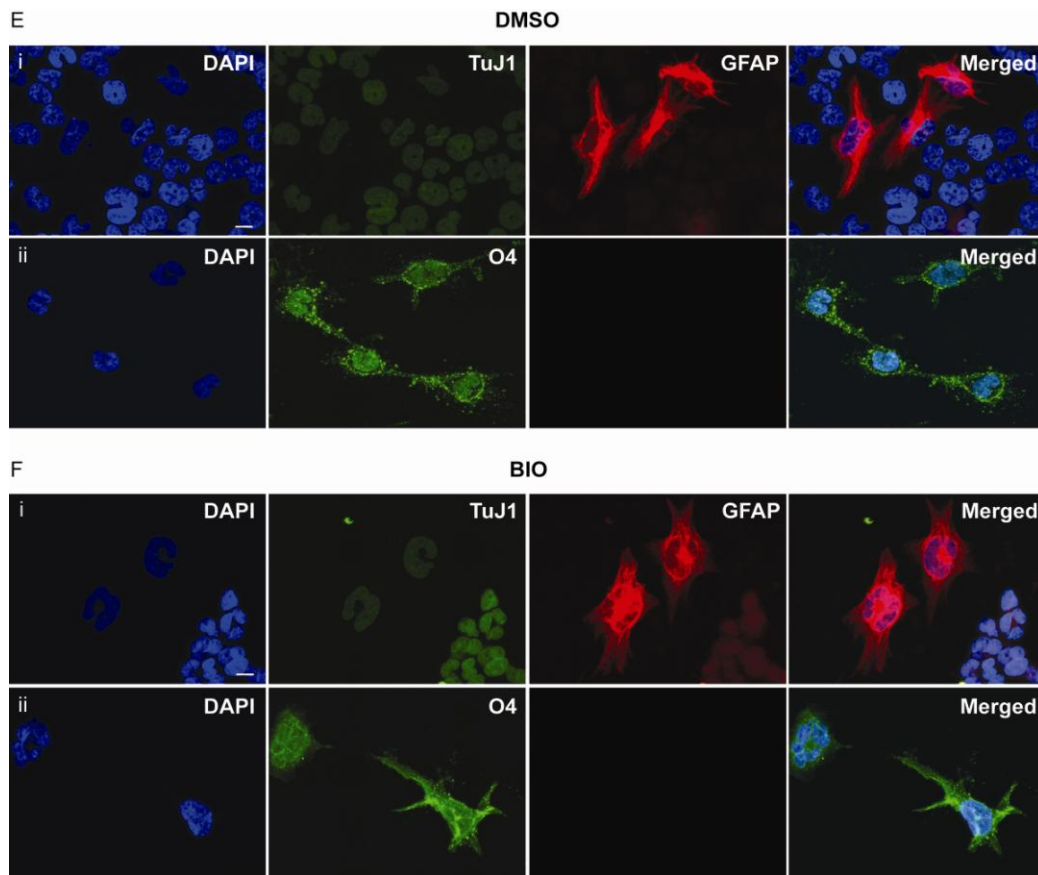 E DMSO
i DAPI TuJ1 GFAP Merged
ii DAPI O4 Merged
F BIO
i DAPI TuJ1 GFAP Merged
ii DAPI O4 Merged